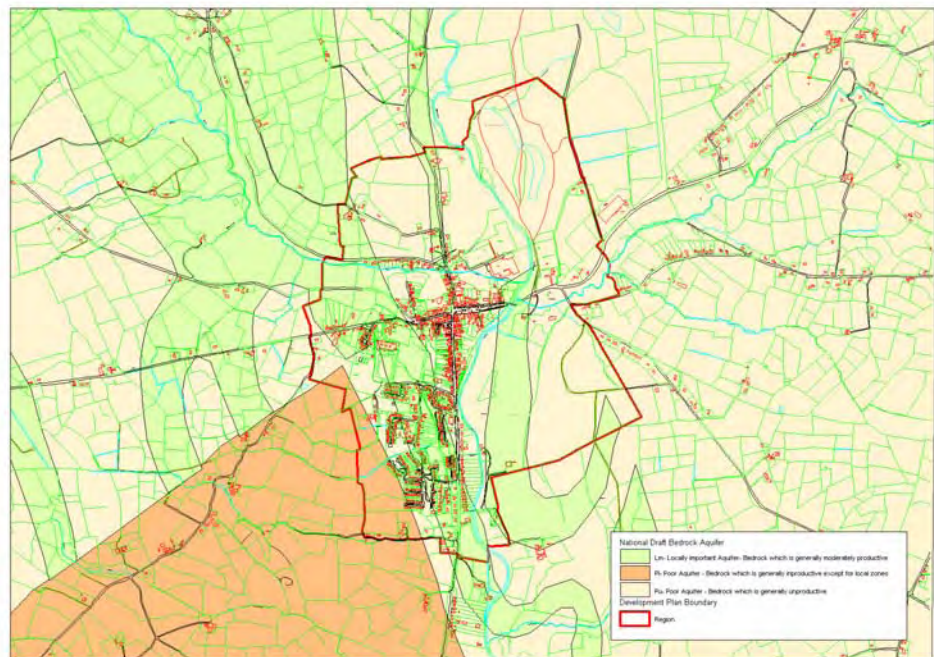 National Draft Bedrock Aquifer
Lm- Locally important Aquifer- Bedrock which is generally moderately productive
Pl- Poor Aquifer - Bedrock which is generally inproductive except for local zones
Pu- Poor Aquifer - Bedrock which is generally unproductive
Development Plan Boundary
Region